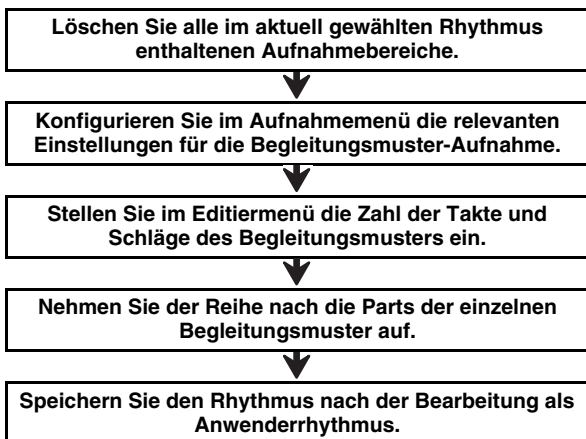 Löschen Sie alle im aktuell gewählten Rhythmus
enthaltenen Aufnahmebereiche.
Konfigurieren Sie im Aufnahmemenü die relevanten
Einstellungen für die Begleitungsmuster-Aufnahme.
Stellen Sie im Editiermenü die Zahl der Takte und
Schläge des Begleitungsmusters ein.
Nehmen Sie der Reihe nach die Parts der einzelnen
Begleitungsmuster auf.
Speichern Sie den Rhythmus nach der Bearbeitung als
Anwenderrhythmus.